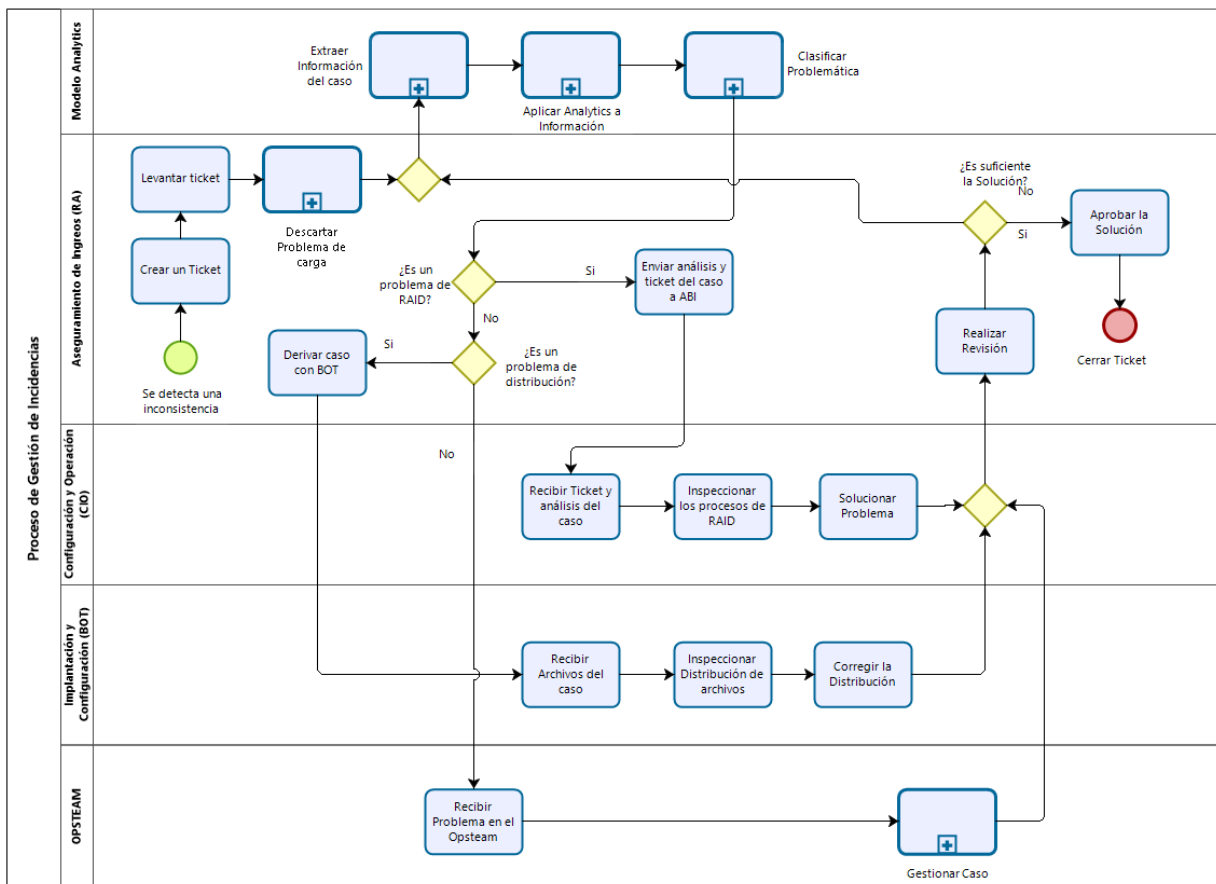 Proceso de Gestión de Incidencias
Modelo Analytics
Extraer
Información
del caso
Aplicar Analytics a
Información
Clasificar
Problemática
Aseguramiento de Ingreos (RA)
Levantar ticket
Crear un Ticket
Se detecta una
inconsistencia
Descartar
Problema de
carga
¿Es un
problema de
RAID?
Si
No
Enviar análisis y
ticket del caso
a ABI
¿Es un
problema de
distribución?
Si
No
Derivar caso
con BOT
¿Es suficiente
la Solución?
No
Si
Aprobar la
Solución
Realizar
Revisión
Cerrar Ticket
Configuración y Operación
(CIO)
Recibir Ticket y
análisis del
caso
Inspeccionar
los procesos de
RAID
Solucionar
Problema
Implantación y
Configuración (BOT)
Recibir
Archivos del
caso
Inspeccionar
Distribución de
archivos
Corregir la
Distribución
OPSTEAM
Recibir
Problema en el
Opsteam
Gestionar Caso